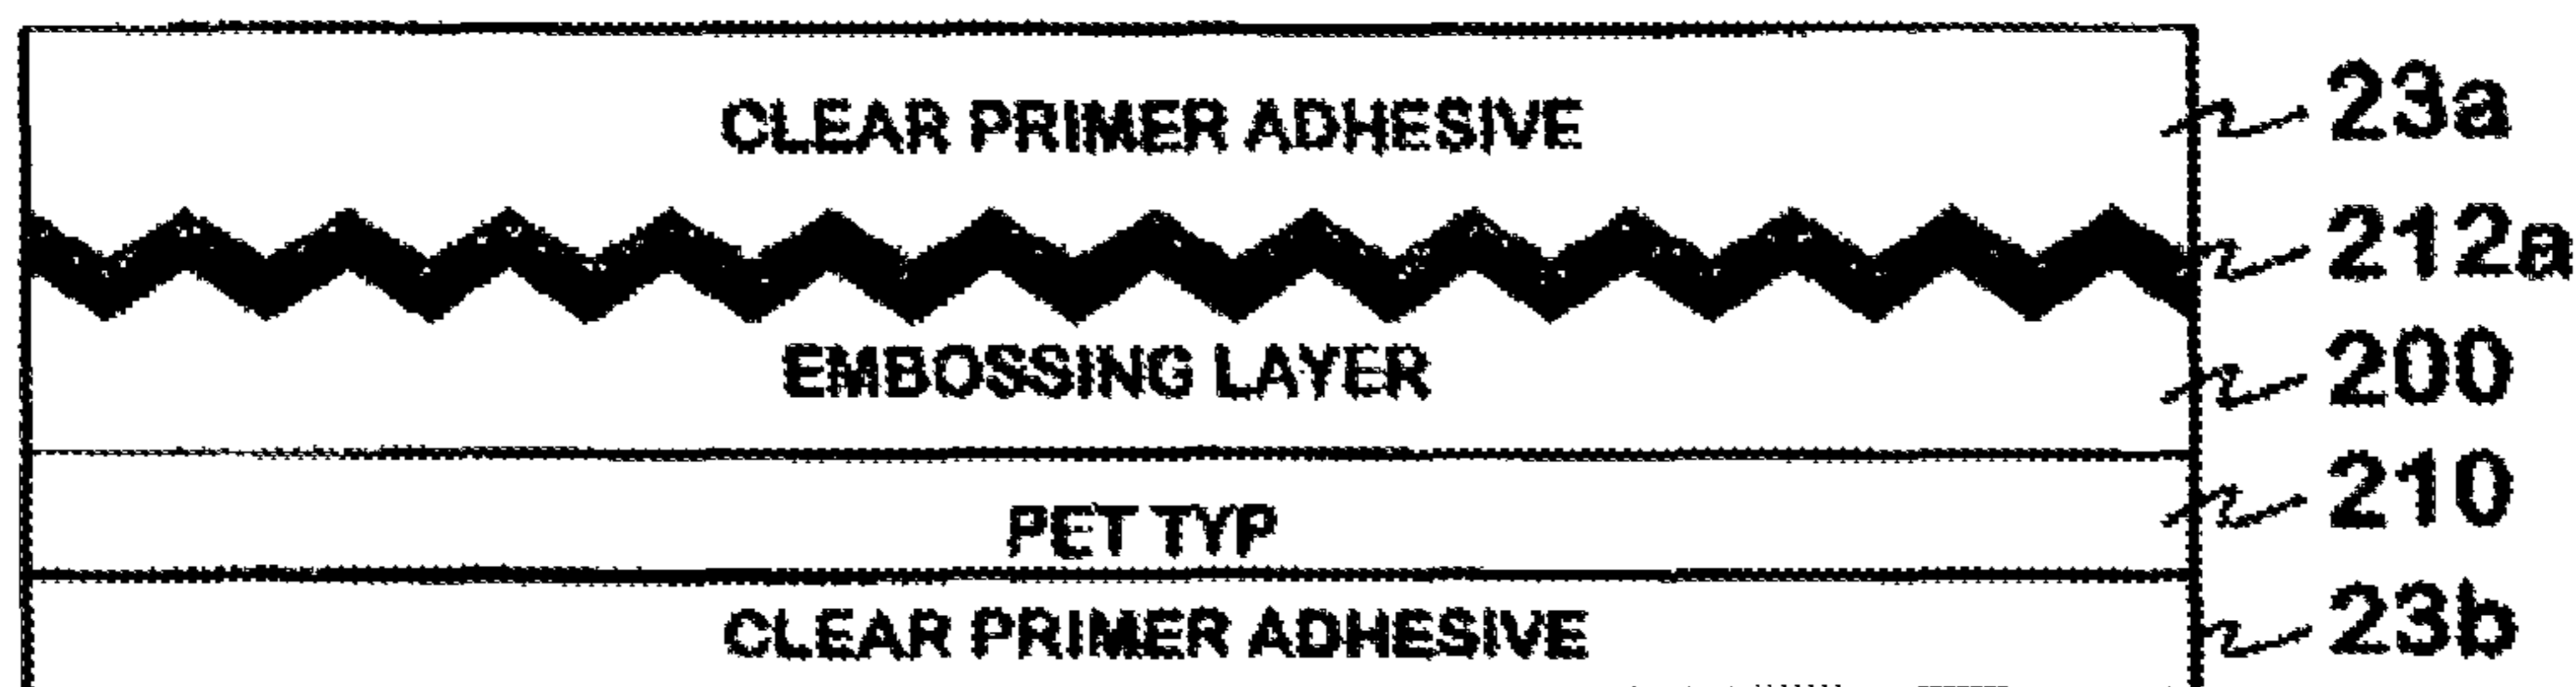 CLEAR PRIMER ADHESIVE 23a
212a
EMBOSSING LAYER 200
PET TYP 210
CLEAR PRIMER ADHESIVE 23b